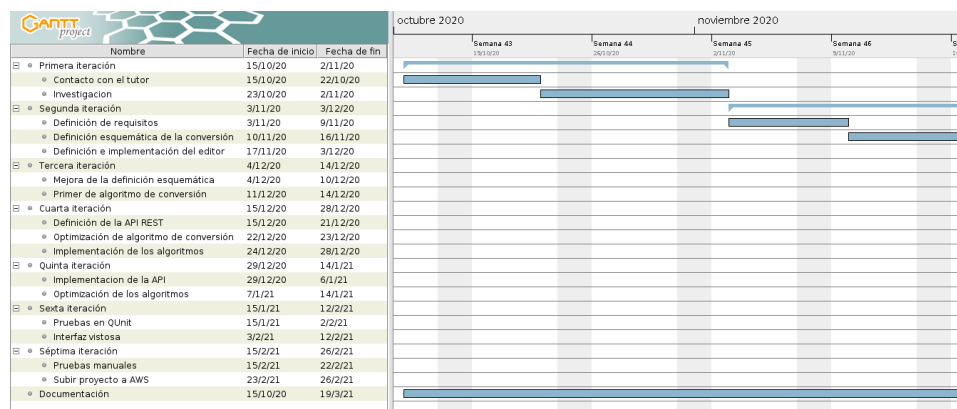 GANTT project
octubre 2020 noviembre 2020
Semana 43 Semana 44 Semana 45 Semana 46
19/10/20 26/10/20 2/11/20 9/11/20
Nombre Fecha de inicio Fecha de fin
Primera iteración 15/10/20 2/11/20
Contacto con el tutor 15/10/20 22/10/20
Investigacion 23/10/20 2/11/20
Segunda iteración 3/11/20 3/12/20
Definición de requisitos 3/11/20 9/11/20
Definición esquemática de la conversión 10/11/20 16/11/20
Definición e implementación del editor 17/11/20 3/12/20
Tercera iteración 4/12/20 14/12/20
Mejora de la definición esquemática 4/12/20 10/12/20
Primer de algoritmo de conversión 11/12/20 14/12/20
Cuarta iteración 15/12/20 28/12/20
Definición de la API REST 15/12/20 21/12/20
Optimización de algoritmo de conversión 22/12/20 23/12/20
Implementación de los algoritmos 24/12/20 28/12/20
Quinta iteración 29/12/20 14/1/21
Implementacion de la API 29/12/20 6/1/21
Optimización de los algoritmos 7/1/21 14/1/21
Sexta iteración 15/1/21 12/2/21
Pruebas en QUnit 15/1/21 2/2/21
Interfaz vistosa 3/2/21 12/2/21
Séptima iteración 15/2/21 26/2/21
Pruebas manuales 15/2/21 22/2/21
Subir proyecto a AWS 23/2/21 26/2/21
Documentación 15/10/20 19/3/21